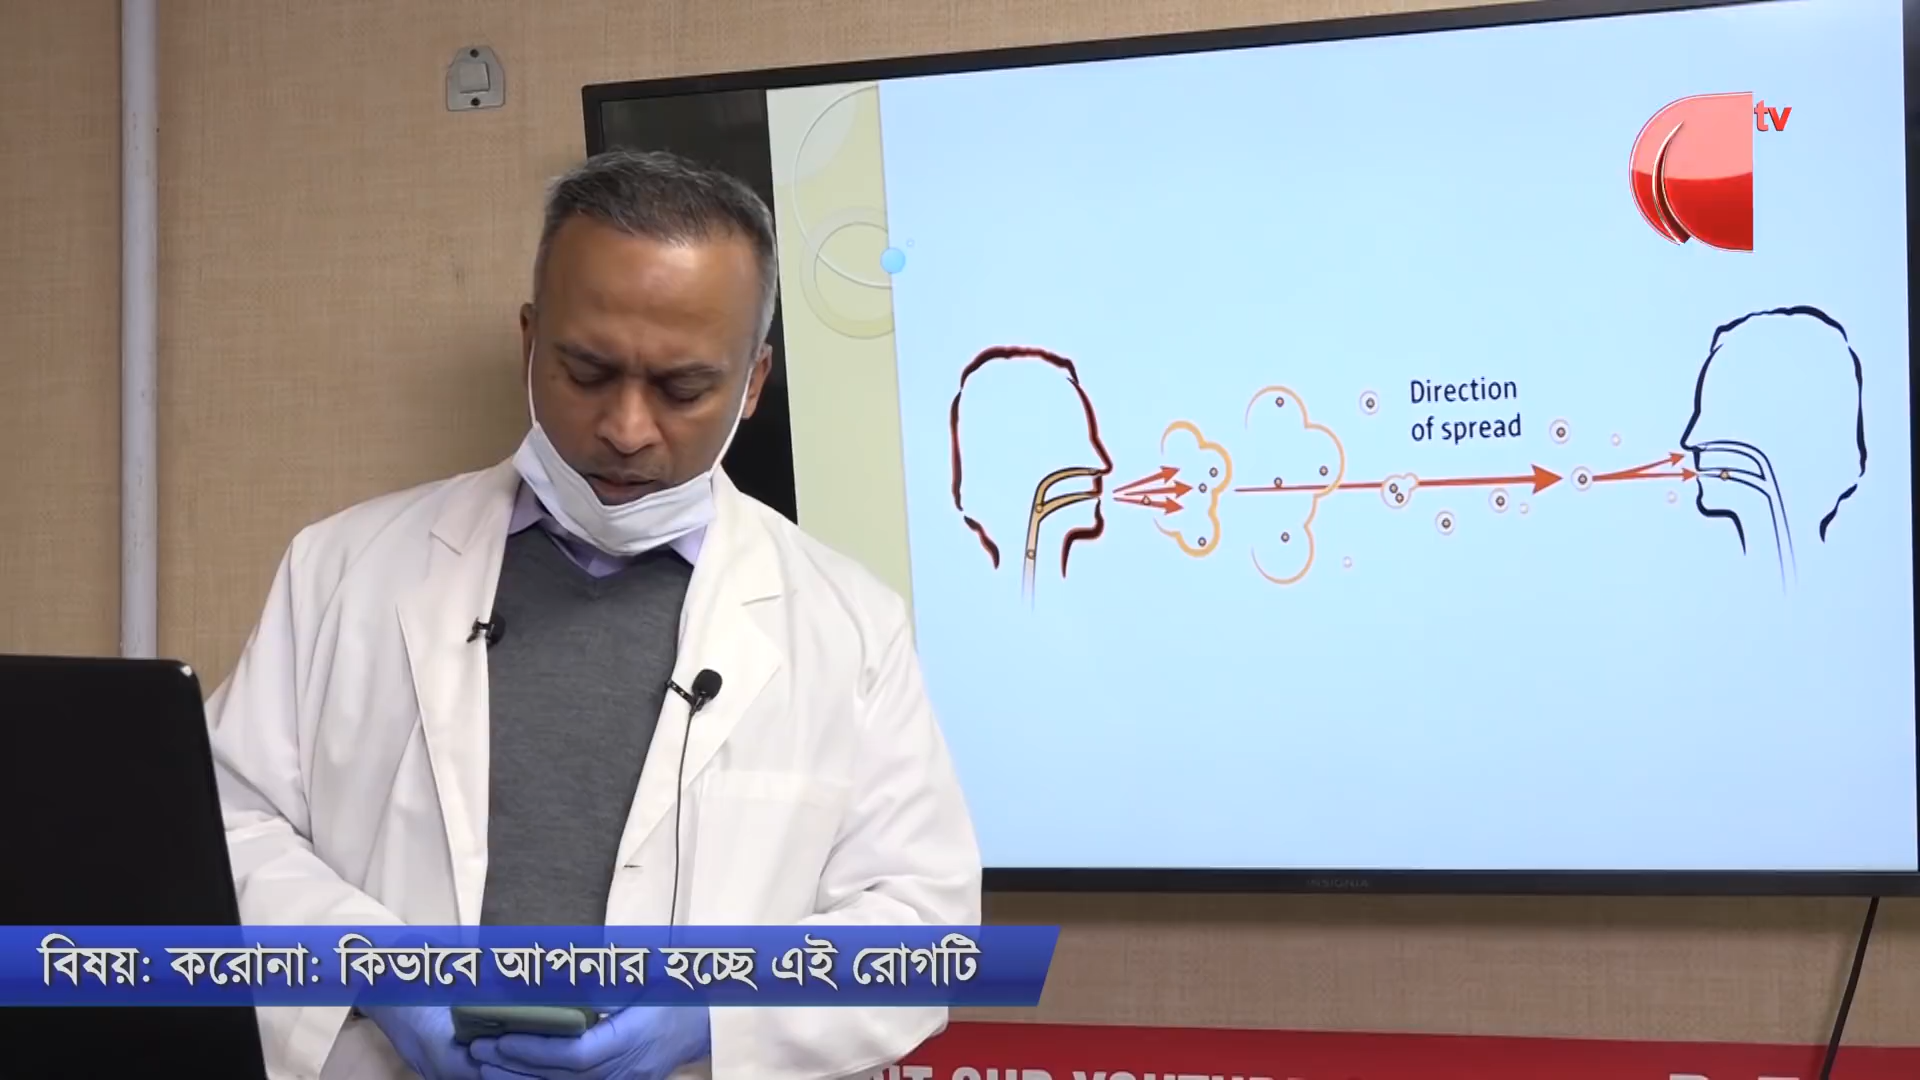 tv
Direction
of spread
INSIGNIA
বিষয়: করোনা: কিভাবে আপনার হচ্ছে এই রোগটি